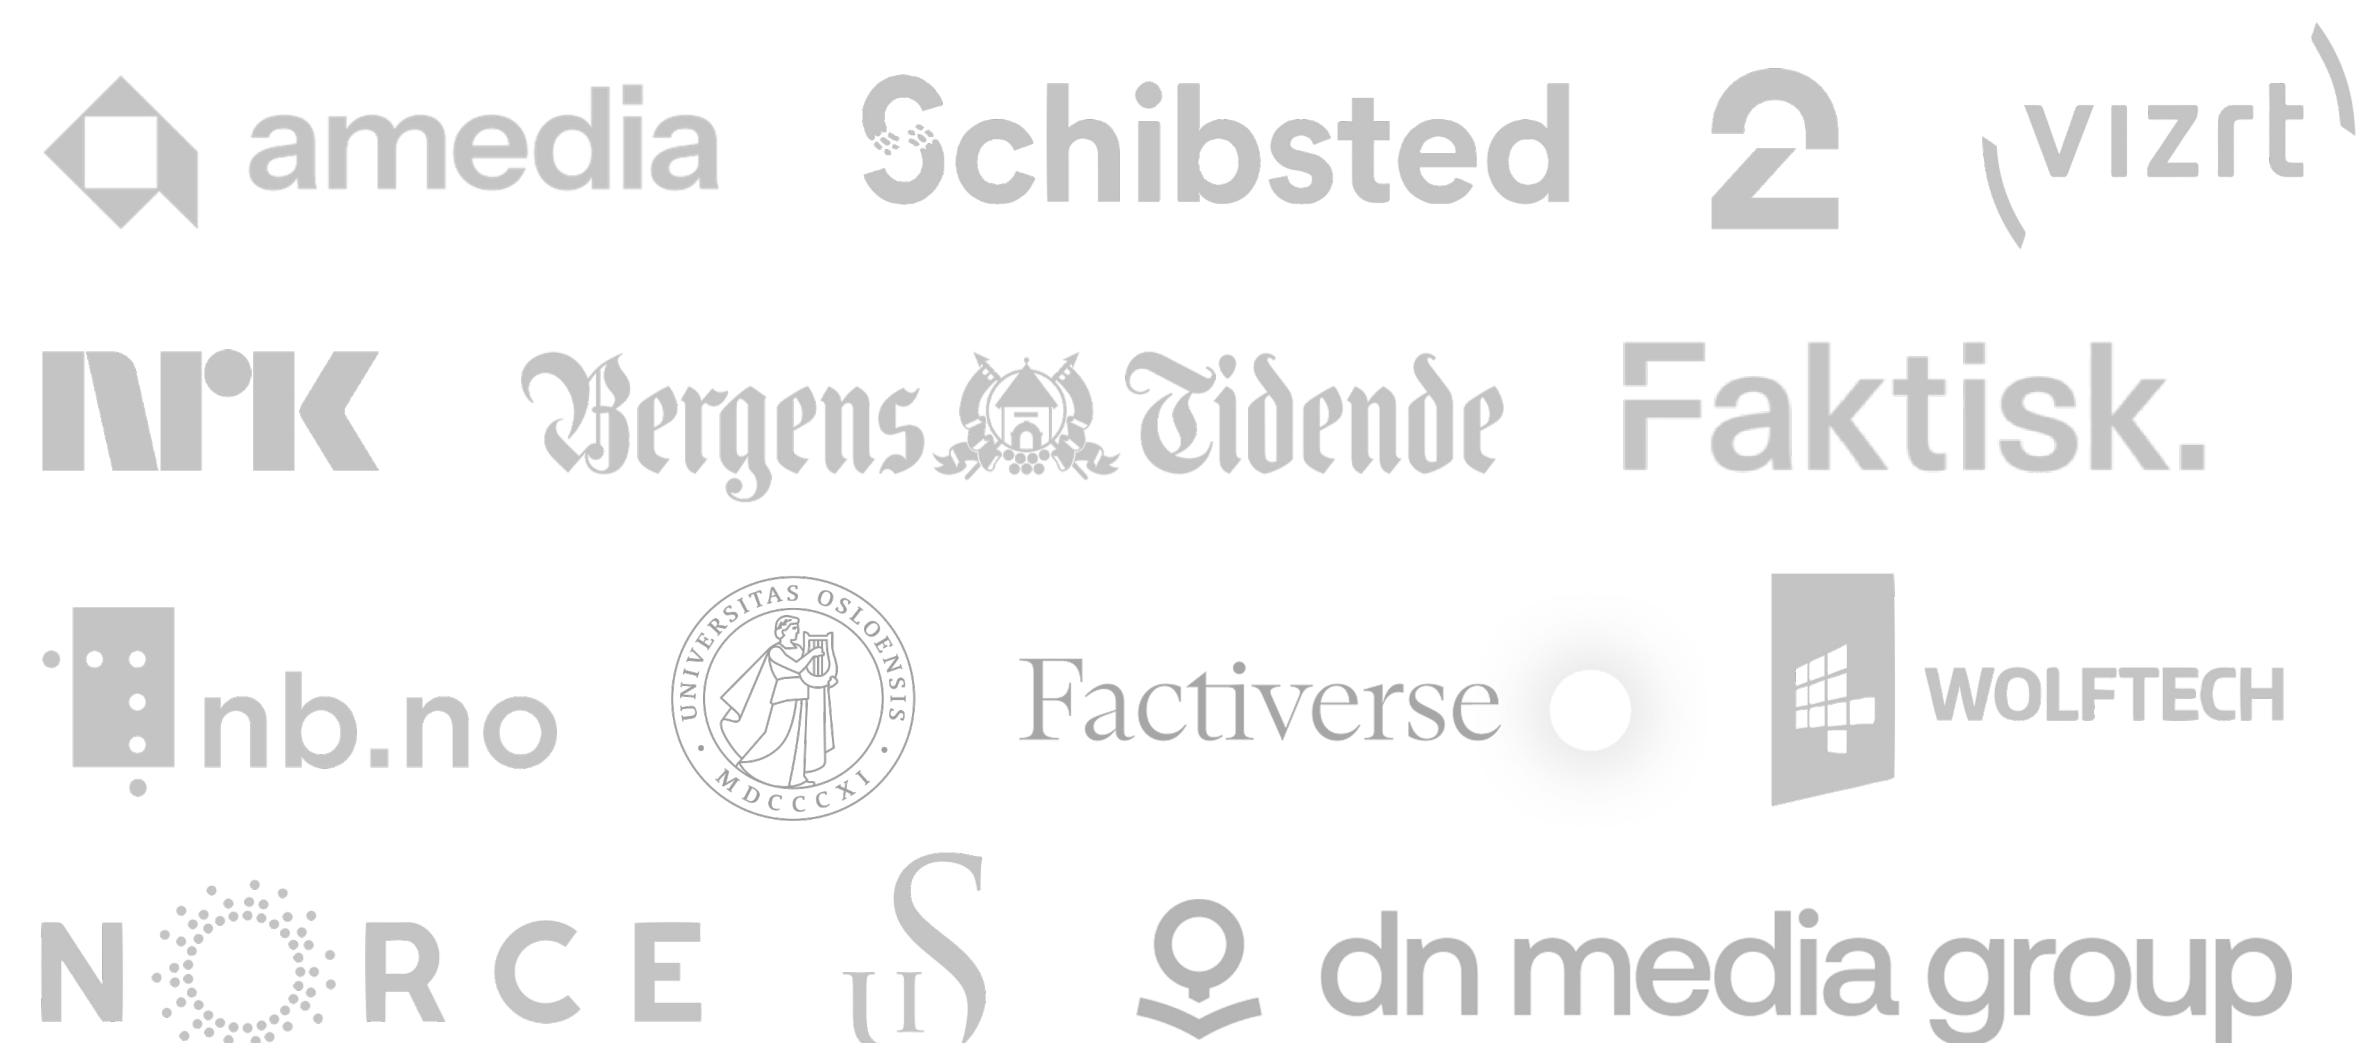 amedia Schibsted 2 vızrt
NrK Bergens Tidende Faktisk.
nb.no UNIVERSITAS OSLOENSIS MDCCCXI Factiverse WOLFTECH
NORCE uiS dn media group